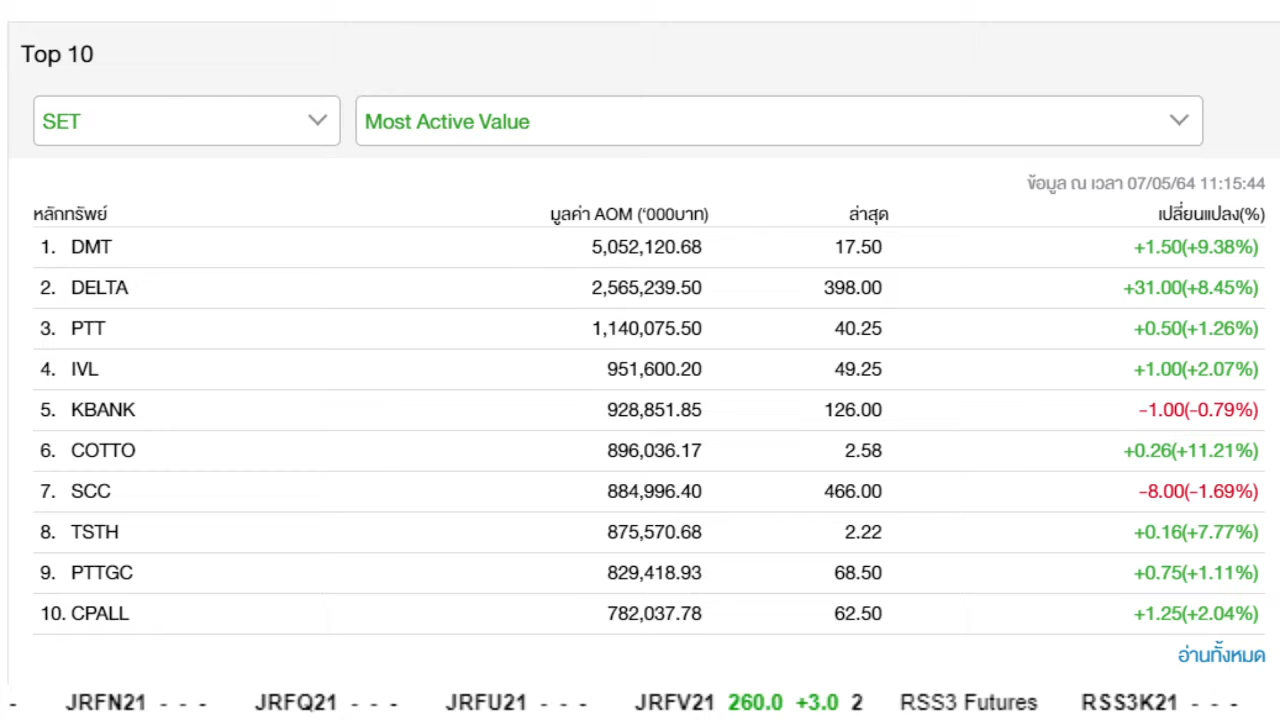 Top 10
SET Most Active Value
ข้อมูล ณ เวลา 07/05/64 11:15:44
หลักทรัพย์ มูลค่า AOM ('000บาท) ล่าสุด เปลี่ยนแปลง(%)
1. DMT 5,052,120.68 17.50 +1.50(+9.38%)
2. DELTA 2,565,239.50 398.00 +31.00(+8.45%)
3. PTT 1,140,075.50 40.25 +0.50(+1.26%)
4. IVL 951,600.20 49.25 +1.00(+2.07%)
5. KBANK 928,851.85 126.00 -1.00(-0.79%)
6. COTTO 896,036.17 2.58 +0.26(+11.21%)
7. SCC 884,996.40 466.00 -8.00(-1.69%)
8. TSTH 875,570.68 2.22 +0.16(+7.77%)
9. PTTGC 829,418.93 68.50 +0.75(+1.11%)
10. CPALL 782,037.78 62.50 +1.25(+2.04%)
อ่านทั้งหมด
- JRFN21 - - - JRFQ21 - - - JRFU21 - - - JRFV21 260.0 +3.0 2 RSS3 Futures RSS3K21 - - -